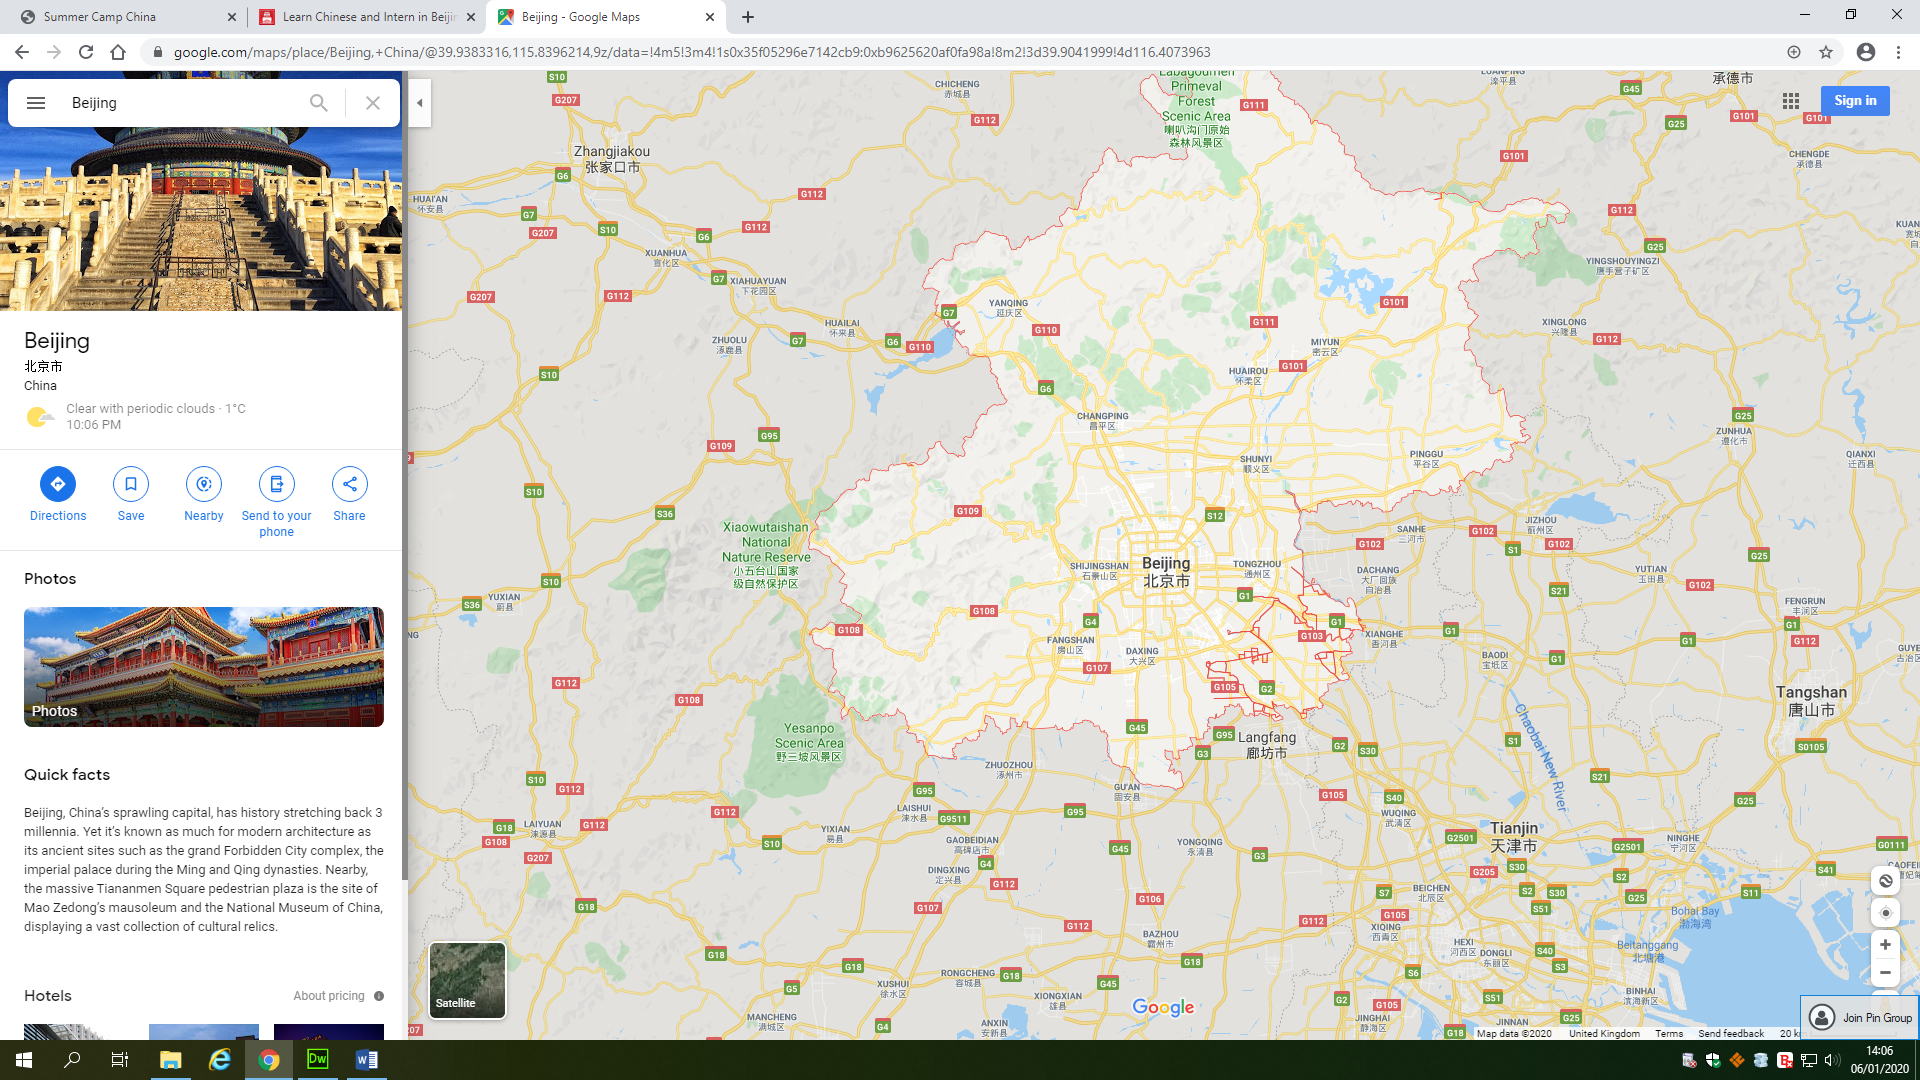 Summer Camp China
Learn Chinese and Intern in Beijin
Beijing - Google Maps
google.com/maps/place/Beijing,+China/@39.9383316,115.8396214,9z/data=!4m5!3m4!1s0x35f05296e7142cb9:0xb9625620af0fa98a!8m2!3d39.9041999!4d116.4073963
Beijing
Sign in
Beijing
北京市
China
Clear with periodic clouds · 1°C
10:06 PM
Directions
Save
Nearby
Send to your
phone
Share
Photos
Photos
Quick facts
Beijing, China's sprawling capital, has history stretching back 3
millennia. Yet it's known as much for modern architecture as
its ancient sites such as the grand Forbidden City complex, the
imperial palace during the Ming and Qing dynasties. Nearby,
the massive Tiananmen Square pedestrian plaza is the site of
Mao Zedong's mausoleum and the National Museum of China,
displaying a vast collection of cultural relics.
Hotels
About pricing
Satellite
CHICHENG
赤城县
Labagoumen
Primeval
Forest
Scenic Area
喇叭沟门原始
森林风景区
LUANPING
滦平县
承德市
CHENGDE
承德县
Zhangjiakou
张家口市
HUAI'AN
怀安县
XUANHUA
宣化区
XIAHUAYUAN
下花园区
YINGSHOUYINGZI
鹰手营子矿区
YANQING
延庆区
HUAILAI
怀来县
ZHUOLU
涿鹿县
XINGLONG
兴隆县
MIYUN
密云区
HUAIROU
怀柔区
CHANGPING
昌平区
ZUNHUA
遵化市
SHUNYI
顺义区
PINGGU
平谷区
QIANXI
迁西县
Xiaowutaishan
National
Nature Reserve
小五台山国家
级自然保护区
SANHE
三河市
JIZHOU
蓟州区
Beijing
北京市
SHIJINGSHAN
石景山区
TONGZHOU
通州区
DACHANG
大厂回族
自治县
YUTIAN
玉田县
YUXIAN
蔚县
FENGRUN
丰润区
FANGSHAN
房山区
DAXING
大兴区
XIANGHE
香河县
BAODI
宝坻区
Tangshan
唐山市
Yesanpo
Scenic Area
野三坡风景区
Langfang
廊坊市
Chaobai New River
ZHUOZHOU
涿州市
GU'AN
固安县
LAISHUI
涞水县
LAIYUAN
涞源县
YIXIAN
易县
GAOBEIDIAN
高碑店市
YONGQING
永清县
WUQING
武清区
Tianjin
天津市
NINGHE
宁河区
DINGXING
定兴县
BEICHEN
北辰区
Bohai Bay
渤海湾
XIQING
西青区
BAZHOU
霸州市
HEXI
河西区
DONGLI
东丽区
Beitanggang
北塘港
XUSHUI
徐水区
RONGCHENG
容城县
XIONGXIAN
雄县
BINHAI
滨海新区
MANCHENG
满城区
ANXIN
安新县
JINGHAI
静海区
JINNAN
Google
Map data ©2020 United Kingdom Terms Send feedback 20 km
Join Pin Group
14:06
06/01/2020